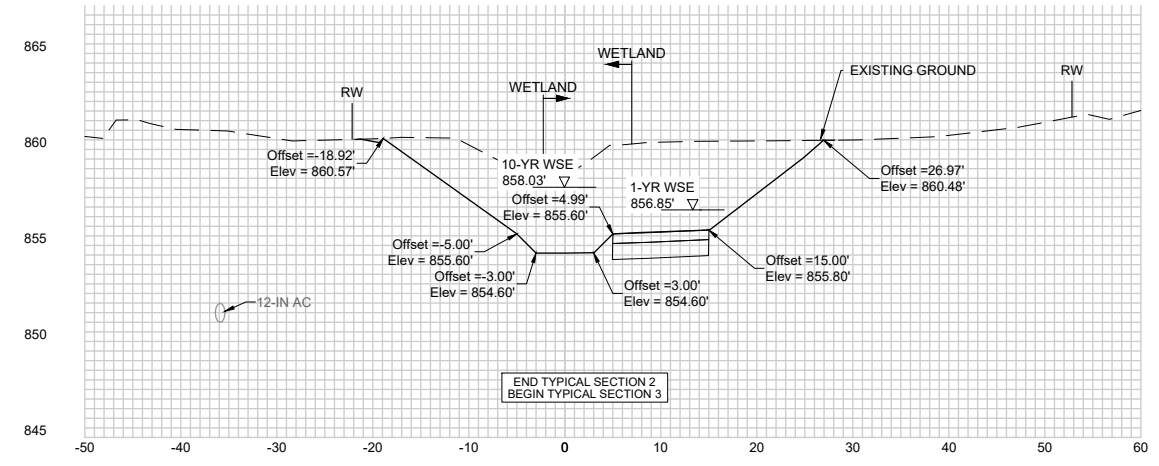 865
860
855
850
845
WETLAND
WETLAND
RW
EXISTING GROUND
RW
Offset =-18.92'
Elev = 860.57'
10-YR WSE
858.03'
1-YR WSE
856.85'
Offset =4.99'
Elev = 855.60'
Offset =26.97'
Elev = 860.48'
Offset =-5.00'
Elev = 855.60'
Offset =-3.00'
Elev = 854.60'
Offset =3.00'
Elev = 854.60'
Offset =15.00'
Elev = 855.80'
12-IN AC
END TYPICAL SECTION 2
BEGIN TYPICAL SECTION 3
-50 -40 -30 -20 -10 0 10 20 30 40 50 60